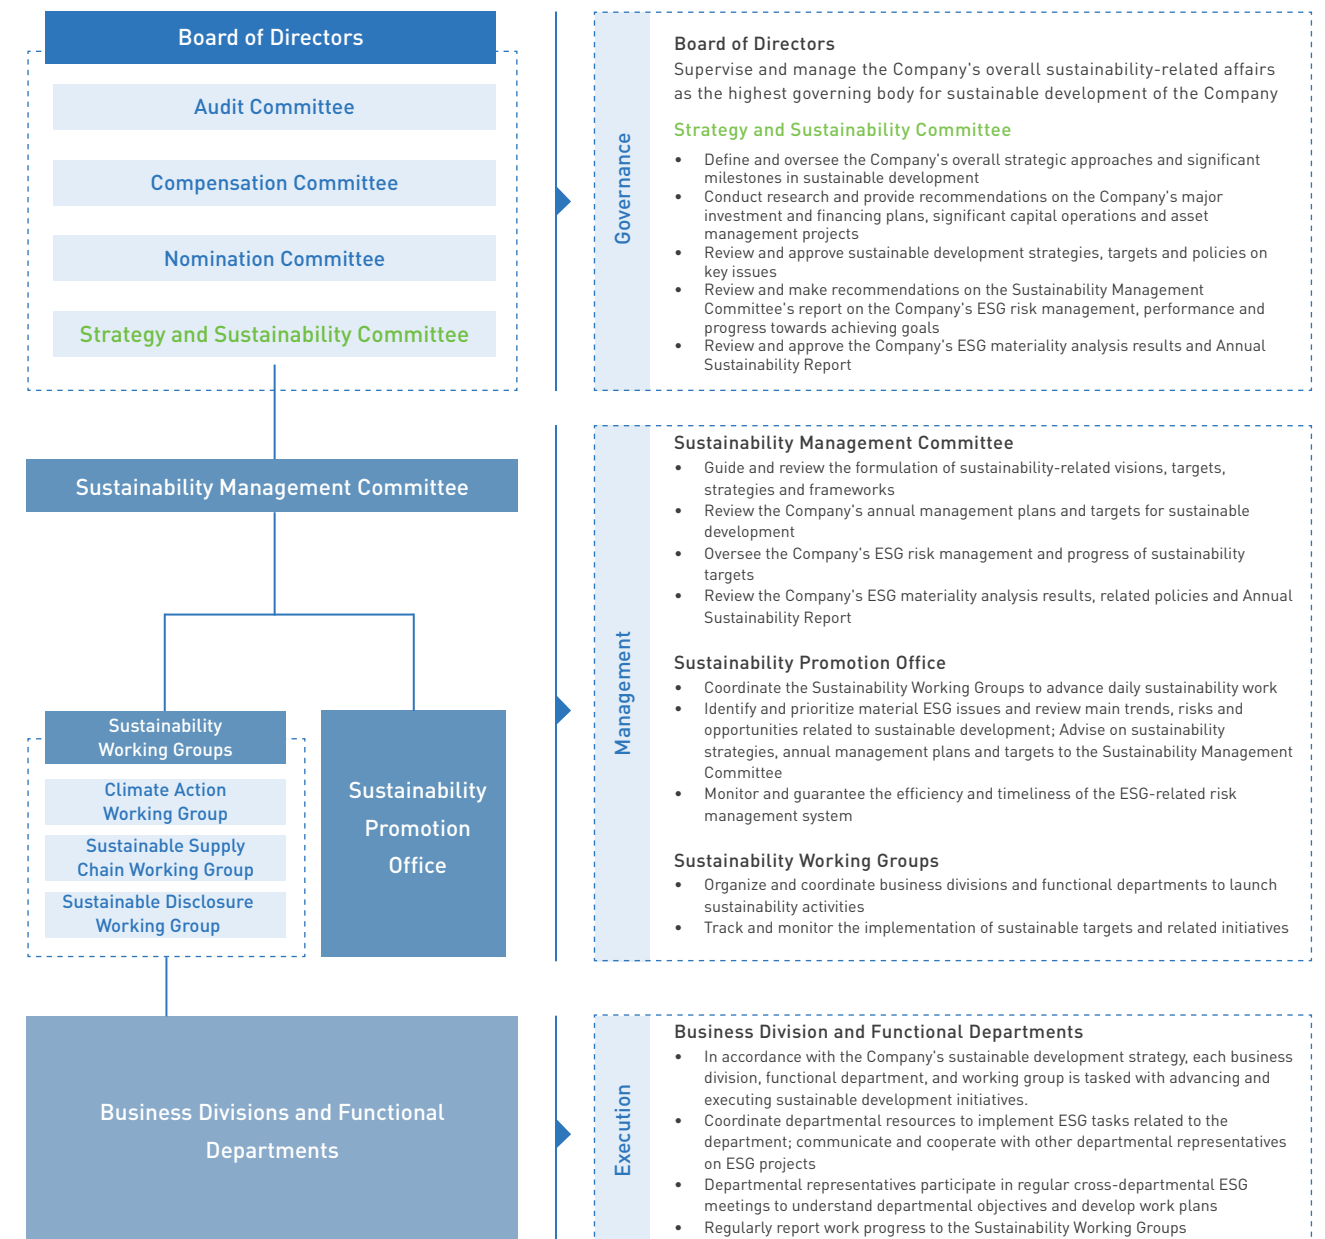 Board of Directors
Audit Committee
Compensation Committee
Nomination Committee
Strategy and Sustainability Committee
Governance
Board of Directors
Supervise and manage the Company's overall sustainability-related affairs
as the highest governing body for sustainable development of the Company
Strategy and Sustainability Committee
• Define and oversee the Company's overall strategic approaches and significant
milestones in sustainable development
• Conduct research and provide recommendations on the Company's major
investment and financing plans, significant capital operations and asset
management projects
• Review and approve sustainable development strategies, targets and policies on
key issues
• Review and make recommendations on the Sustainability Management
Committee's report on the Company's ESG risk management, performance and
progress towards achieving goals
• Review and approve the Company's ESG materiality analysis results and Annual
Sustainability Report
Sustainability Management Committee
Sustainability
Working Groups
Climate Action
Working Group
Sustainable Supply
Chain Working Group
Sustainable Disclosure
Working Group
Sustainability
Promotion
Office
Management
Sustainability Management Committee
• Guide and review the formulation of sustainability-related visions, targets,
strategies and frameworks
• Review the Company's annual management plans and targets for sustainable
development
• Oversee the Company's ESG risk management and progress of sustainability
targets
• Review the Company's ESG materiality analysis results, related policies and Annual
Sustainability Report
Sustainability Promotion Office
• Coordinate the Sustainability Working Groups to advance daily sustainability work
• Identify and prioritize material ESG issues and review main trends, risks and
opportunities related to sustainable development; Advise on sustainability
strategies, annual management plans and targets to the Sustainability Management
Committee
• Monitor and guarantee the efficiency and timeliness of the ESG-related risk
management system
Sustainability Working Groups
• Organize and coordinate business divisions and functional departments to launch
sustainability activities
• Track and monitor the implementation of sustainable targets and related initiatives
Business Divisions and Functional
Departments
Execution
Business Division and Functional Departments
• In accordance with the Company's sustainable development strategy, each business
division, functional department, and working group is tasked with advancing and
executing sustainable development initiatives.
• Coordinate departmental resources to implement ESG tasks related to the
department; communicate and cooperate with other departmental representatives
on ESG projects
• Departmental representatives participate in regular cross-departmental ESG
meetings to understand departmental objectives and develop work plans
• Regularly report work progress to the Sustainability Working Groups